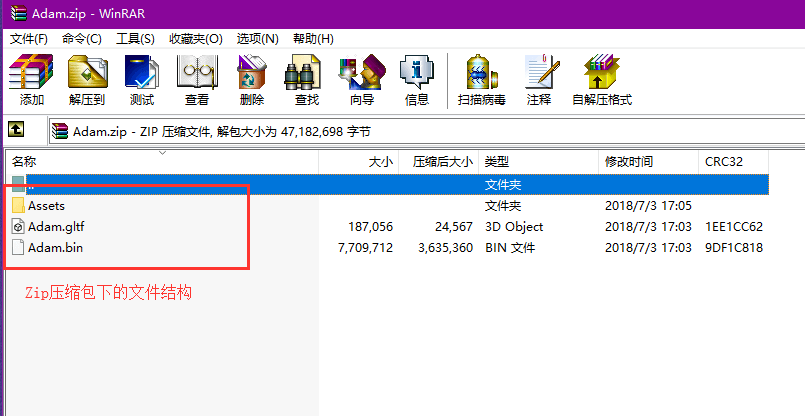 Adam.zip - WinRAR
文件(F) 命令(C) 工具(S) 收藏夹(O) 选项(N) 帮助(H)
添加 解压到 测试 查看 删除 查找 向导 信息 扫描病毒 注释 自解压格式
Adam.zip - ZIP 压缩文件, 解包大小为 47,182,698 字节
名称 大小 压缩后大小 类型 修改时间 CRC32
.. 文件夹
Assets 文件夹 2018/7/3 17:05
Adam.gltf 187,056 24,567 3D Object 2018/7/3 17:03 1EE1CC62
Adam.bin 7,709,712 3,635,360 BIN 文件 2018/7/3 17:03 9DF1C818
Zip压缩包下的文件结构